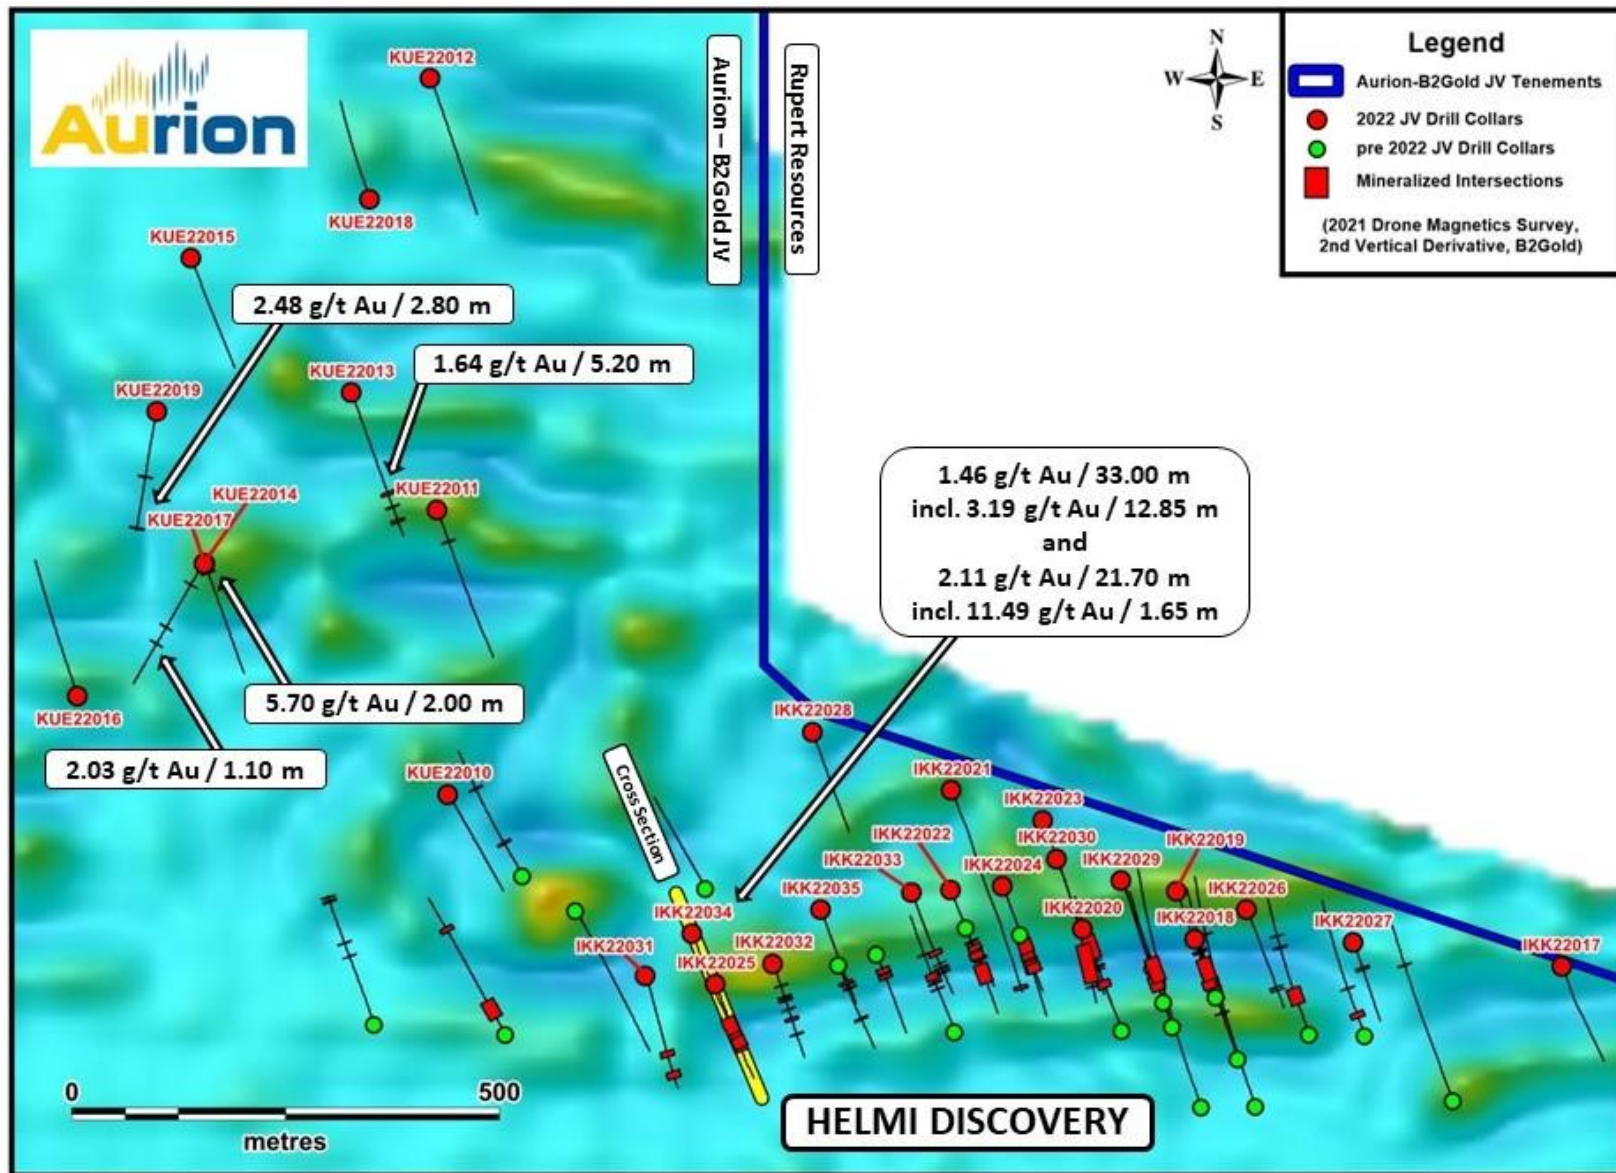 Aurion
Aurion – B2Gold JV
Rupert Resources
N
W
E
S
Legend
Aurion-B2Gold JV Tenements
2022 JV Drill Collars
pre 2022 JV Drill Collars
Mineralized Intersections
(2021 Drone Magnetics Survey,
2nd Vertical Derivative, B2Gold)
KUE22012
KUE22018
KUE22015
2.48 g/t Au / 2.80 m
1.64 g/t Au / 5.20 m
KUE22013
KUE22019
KUE22011
KUE22014
KUE22017
1.46 g/t Au / 33.00 m
incl. 3.19 g/t Au / 12.85 m
and
2.11 g/t Au / 21.70 m
incl. 11.49 g/t Au / 1.65 m
5.70 g/t Au / 2.00 m
KUE22016
2.03 g/t Au / 1.10 m
KUE22010
Cross Section
IKK22028
IKK22021
IKK22023
IKK22022
IKK22030
IKK22019
IKK22033
IKK22024
IKK22029
IKK22035
IKK22026
IKK22034
IKK22020
IKK22018
IKK22027
IKK22031
IKK22032
IKK22017
IKK22025
0
500
metres
HELMI DISCOVERY